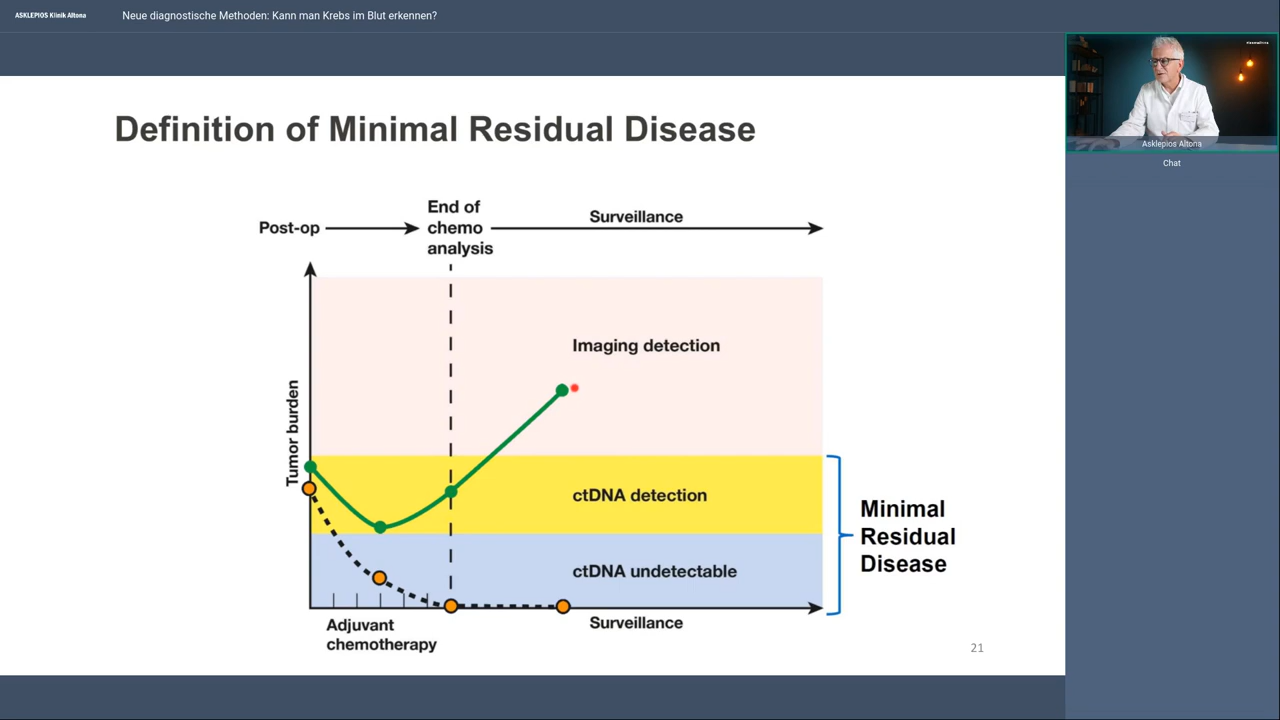 ASKLEPIOS Klinik Altona
Neue diagnostische Methoden: Kann man Krebs im Blut erkennen?
Asklepios Altona
Chat
Definition of Minimal Residual Disease
Post-op
End of
chemo
analysis
Surveillance
Imaging detection
Tumor burden
ctDNA detection
ctDNA undetectable
Minimal
Residual
Disease
Adjuvant
chemotherapy
Surveillance
21